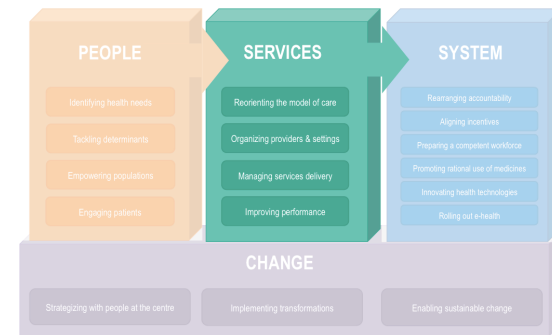 PEOPLE
Identifying health needs
Tackling determinants
Empowering populations
Engaging patients
SERVICES
Reorienting the model of care
Organizing providers & settings
Managing services delivery
Improving performance
SYSTEM
Rearranging accountability
Aligning incentives
Preparing a competent workforce
Promoting rational use of medicines
Innovating health technologies
Rolling out e-health
CHANGE
Strategizing with people at the centre
Implementing transformations
Enabling sustainable change